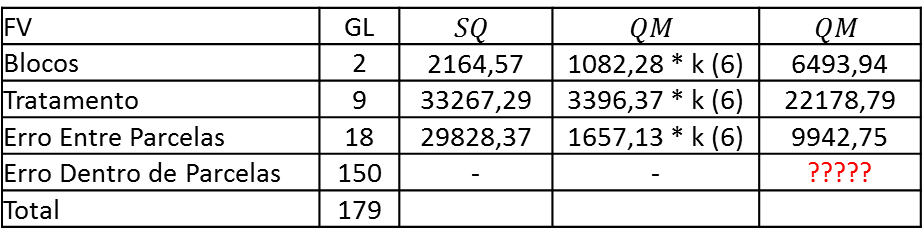 FV GL SQ QM QM
Blocos 2 2164,57 1082,28 * k (6) 6493,94
Tratamento 9 33267,29 3396,37 * k (6) 22178,79
Erro Entre Parcelas 18 29828,37 1657,13 * k (6) 9942,75
Erro Dentro de Parcelas 150 - - ?????
Total 179